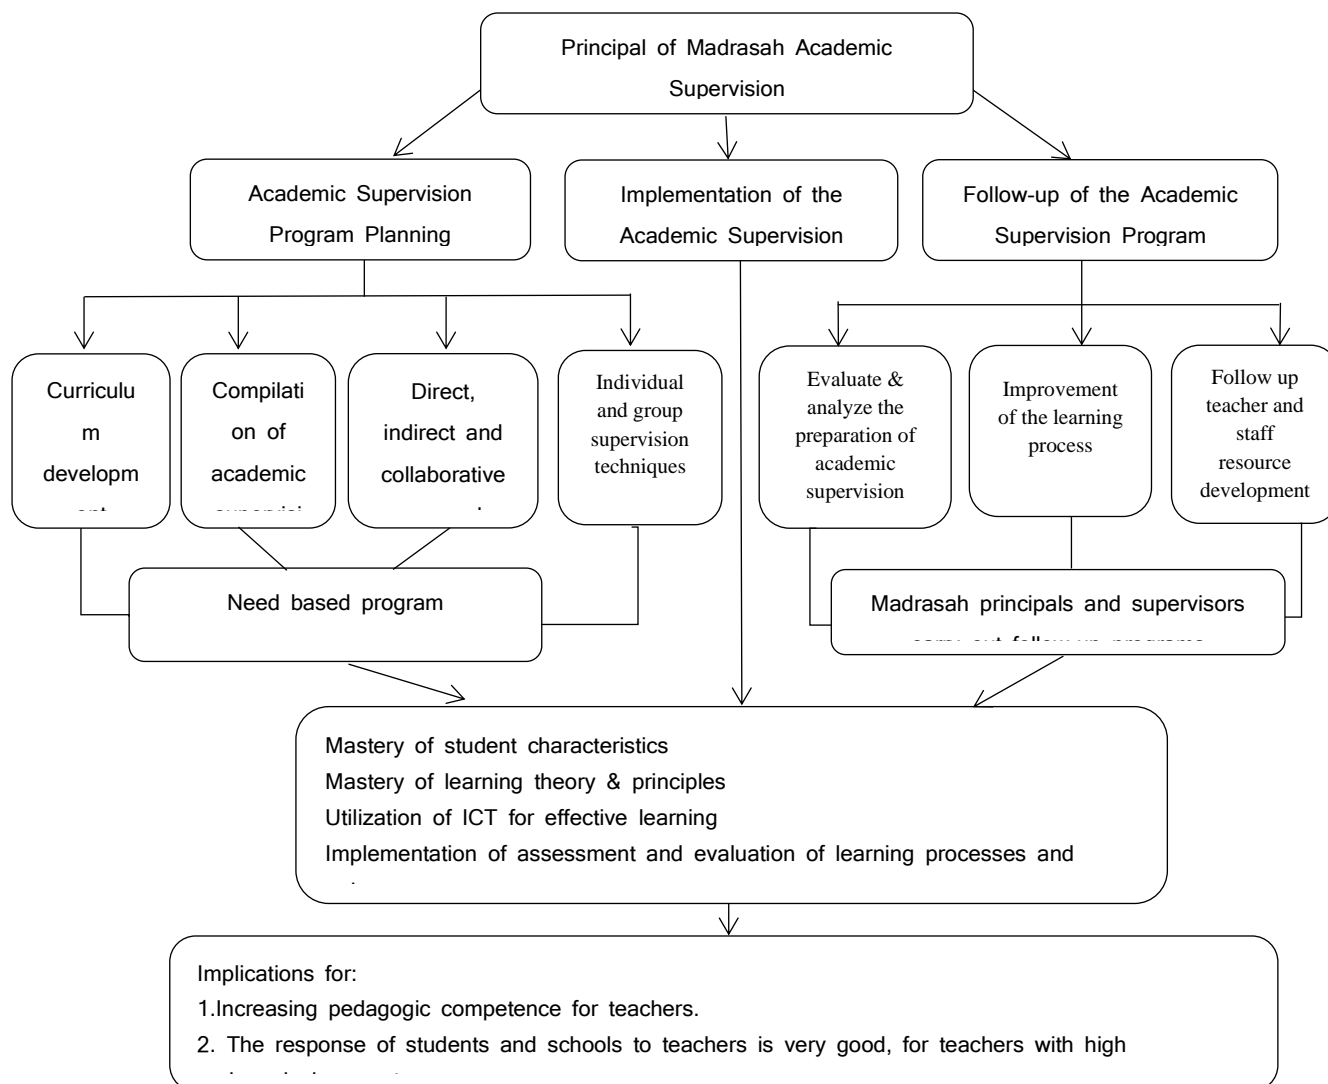 Principal of Madrasah Academic
Supervision
Academic Supervision
Program Planning
Implementation of the
Academic Supervision
Follow-up of the Academic
Supervision Program
Curriculu
m
developm
Compilati
on of
academic
Direct,
indirect and
collaborative
Individual
and group
supervision
techniques
Evaluate &
analyze the
preparation of
academic
supervision
Improvement
of the learning
process
Follow up
teacher and
staff
resource
development
Need based program
Madrasah principals and supervisors
carry out follow-up programs
Mastery of student characteristics
Mastery of learning theory & principles
Utilization of ICT for effective learning
Implementation of assessment and evaluation of learning processes and
Implications for:
1.Increasing pedagogic competence for teachers.
2. The response of students and schools to teachers is very good, for teachers with high